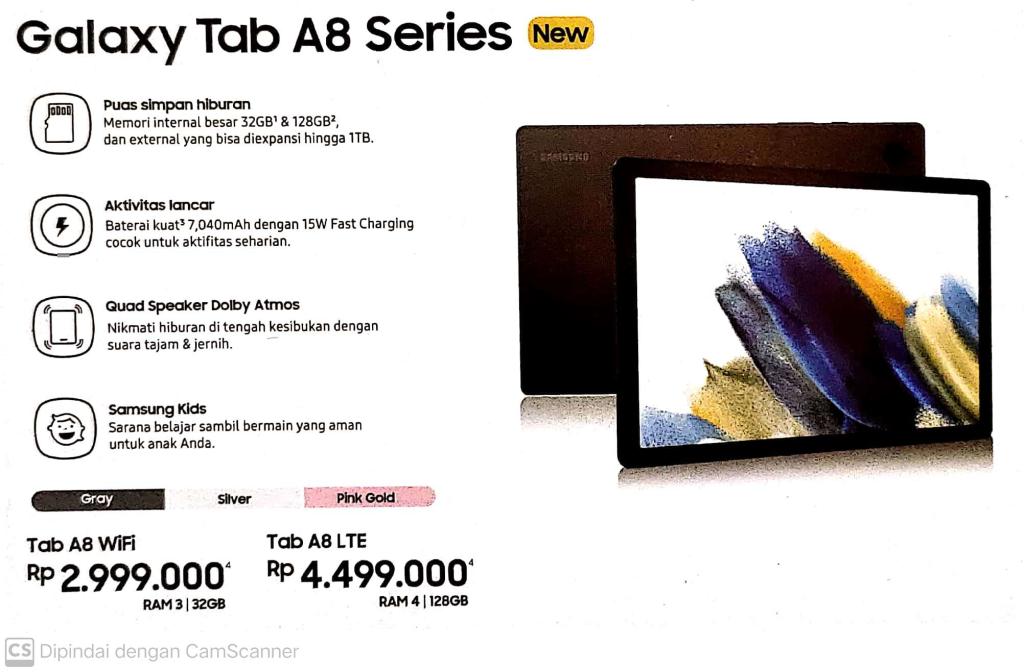 Galaxy Tab A8 Series New
Puas simpan hiburan
Memori internal besar 32GB¹ & 128GB²,
dan external yang bisa diexpansi hingga 1TB.
Aktivitas lancar
Baterai kuat³ 7,040mAh dengan 15W Fast Charging
cocok untuk aktifitas seharian.
Quad Speaker Dolby Atmos
Nikmati hiburan di tengah kesibukan dengan
suara tajam & jernih.
Samsung Kids
Sarana belajar sambil bermain yang aman
untuk anak Anda.
SAMSUNG
Gray Silver Pink Gold
Tab A8 WiFi
Rp 2.999.000⁴
RAM 3 | 32GB
Tab A8 LTE
Rp 4.499.000⁴
RAM 4 | 128GB
CS Dipindai dengan CamScanner